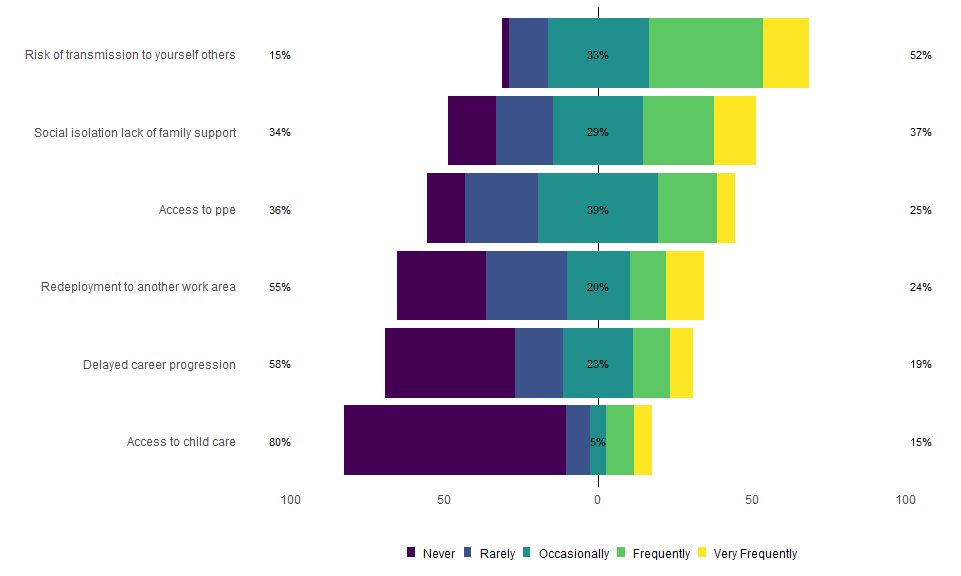 Risk of transmission to yourself others 15% 33% 52%
Social isolation lack of family support 34% 29% 37%
Access to ppe 36% 39% 25%
Redeployment to another work area 55% 20% 24%
Delayed career progression 58% 23% 19%
Access to child care 80% 5% 15%
100 50 0 50 100
Never Rarely Occasionally Frequently Very Frequently